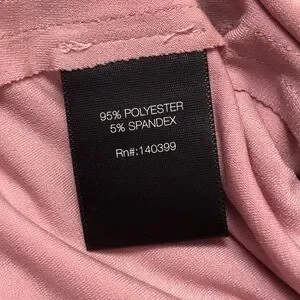 95% POLYESTER
5% SPANDEX
Rn#:140399